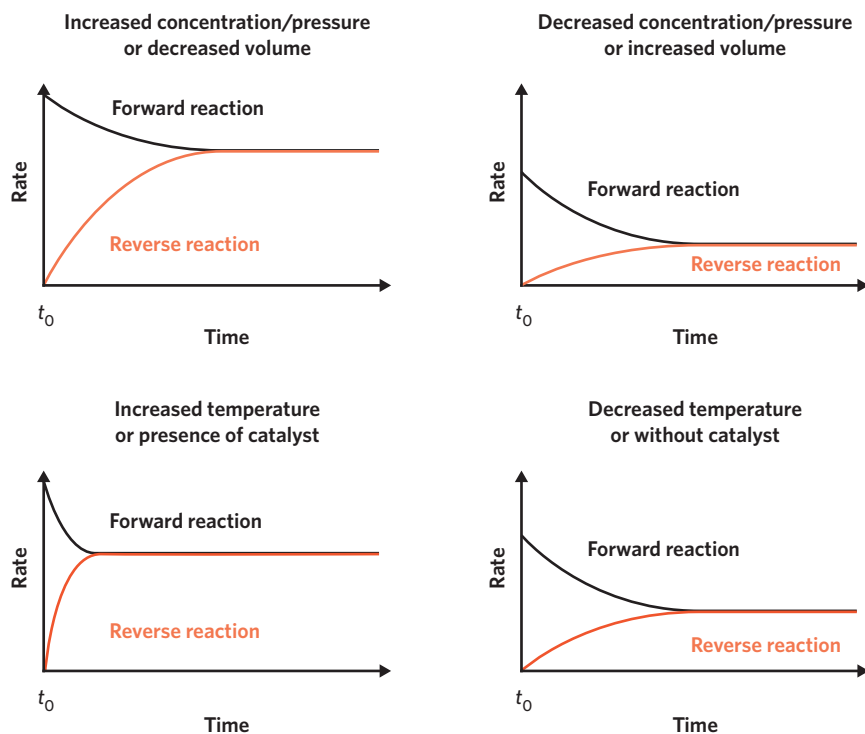 Increased concentration/pressure
or decreased volume
Rate
Forward reaction
Reverse reaction
t0
Time
Decreased concentration/pressure
or increased volume
Rate
Forward reaction
Reverse reaction
t0
Time
Increased temperature
or presence of catalyst
Rate
Forward reaction
Reverse reaction
t0
Time
Decreased temperature
or without catalyst
Rate
Forward reaction
Reverse reaction
t0
Time